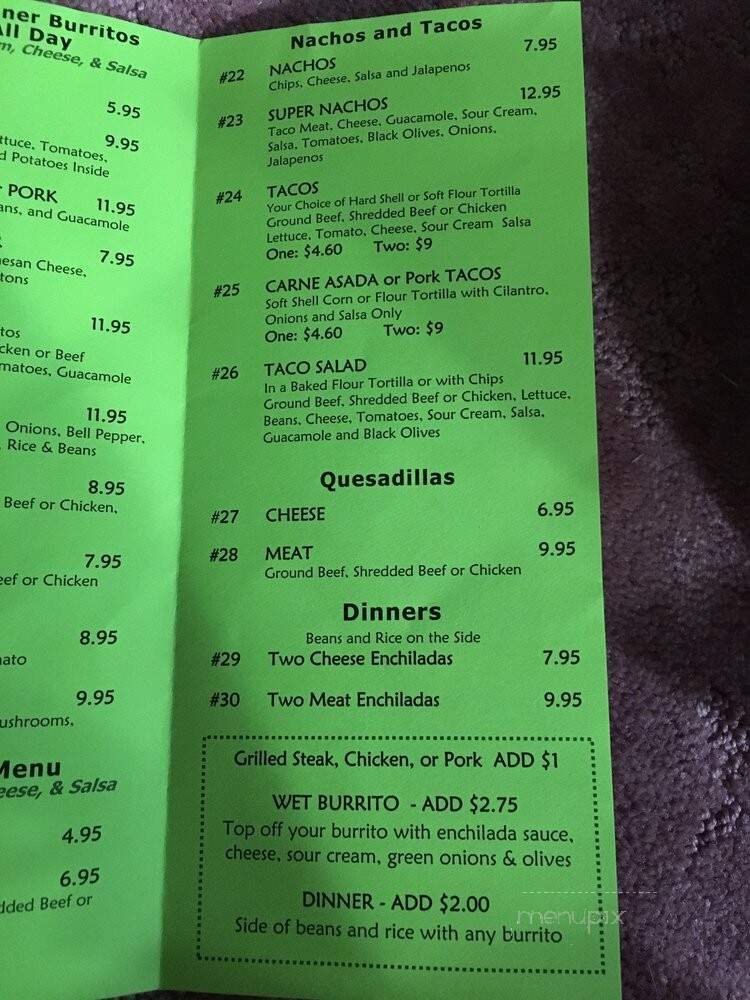 ner Burritos
All Day
m, Cheese, & Salsa
5.95
9.95
ttuce, Tomatoes,
d Potatoes Inside
PORK 11.95
ans, and Guacamole
7.95
esan Cheese,
tons
11.95
tos
cken or Beef
matoes, Guacamole
11.95
Onions, Bell Pepper,
Rice & Beans
8.95
Beef or Chicken,
7.95
eef or Chicken
8.95
ato
9.95
ushrooms,
Menu
eese, & Salsa
4.95
6.95
dded Beef or
Nachos and Tacos
#22 NACHOS 7.95
Chips, Cheese, Salsa and Jalapenos
#23 SUPER NACHOS 12.95
Taco Meat, Cheese, Guacamole, Sour Cream,
Salsa, Tomatoes, Black Olives, Onions,
Jalapenos
#24 TACOS
Your Choice of Hard Shell or Soft Flour Tortilla
Ground Beef, Shredded Beef or Chicken
Lettuce, Tomato, Cheese, Sour Cream Salsa
One: $4.60 Two: $9
#25 CARNE ASADA or Pork TACOS
Soft Shell Corn or Flour Tortilla with Cilantro,
Onions and Salsa Only
One: $4.60 Two: $9
#26 TACO SALAD 11.95
In a Baked Flour Tortilla or with Chips
Ground Beef, Shredded Beef or Chicken, Lettuce,
Beans, Cheese, Tomatoes, Sour Cream, Salsa,
Guacamole and Black Olives
Quesadillas
#27 CHEESE 6.95
#28 MEAT 9.95
Ground Beef, Shredded Beef or Chicken
Dinners
Beans and Rice on the Side
#29 Two Cheese Enchiladas 7.95
#30 Two Meat Enchiladas 9.95
Grilled Steak, Chicken, or Pork ADD $1
WET BURRITO - ADD $2.75
Top off your burrito with enchilada sauce,
cheese, sour cream, green onions & olives
DINNER - ADD $2.00
Side of beans and rice with any burrito
menupix